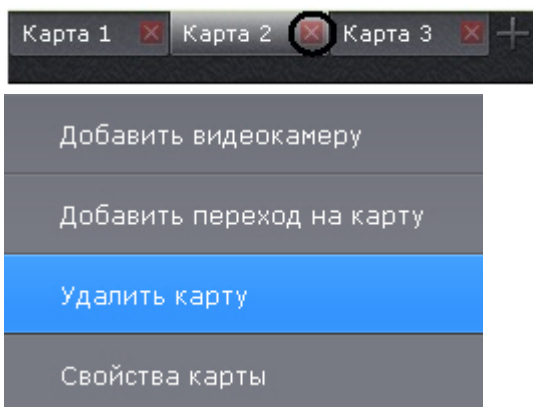 Карта 1 Карта 2 Карта 3
Добавить видеокамеру
Добавить переход на карту
Удалить карту
Свойства карты